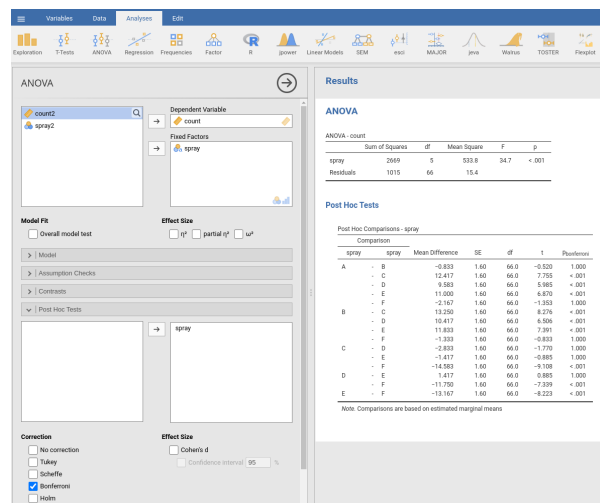 Variables Data Analyses Edit
Exploration T-Tests ANOVA Regression Frequencies Factor R jpower Linear Models SEM esci MAJOR jeva Walrus TOSTER Flexplot
ANOVA
count2
spray2
Dependent Variable
count
Fixed Factors
spray
Model Fit
Overall model test
Effect Size
η² partial η² ω²
Model
Assumption Checks
Contrasts
Post Hoc Tests
spray
Correction
No correction
Tukey
Scheffe
Bonferroni
Holm
Effect Size
Cohen's d
Confidence interval 95 %
Results
ANOVA
ANOVA - count
Sum of Squares df Mean Square F p
spray 2669 5 533.8 34.7 < .001
Residuals 1015 66 15.4
Post Hoc Tests
Post Hoc Comparisons - spray
Comparison
spray spray Mean Difference SE df t Pbonferroni
A - B −0.833 1.60 66.0 −0.520 1.000
- C 12.417 1.60 66.0 7.755 < .001
- D 9.583 1.60 66.0 5.985 < .001
- E 11.000 1.60 66.0 6.870 < .001
- F −2.167 1.60 66.0 −1.353 1.000
B - C 13.250 1.60 66.0 8.276 < .001
- D 10.417 1.60 66.0 6.506 < .001
- E 11.833 1.60 66.0 7.391 < .001
- F −1.333 1.60 66.0 −0.833 1.000
C - D −2.833 1.60 66.0 −1.770 1.000
- E −1.417 1.60 66.0 −0.885 1.000
- F −14.583 1.60 66.0 −9.108 < .001
D - E 1.417 1.60 66.0 0.885 1.000
- F −11.750 1.60 66.0 −7.339 < .001
E - F −13.167 1.60 66.0 −8.223 < .001
Note. Comparisons are based on estimated marginal means